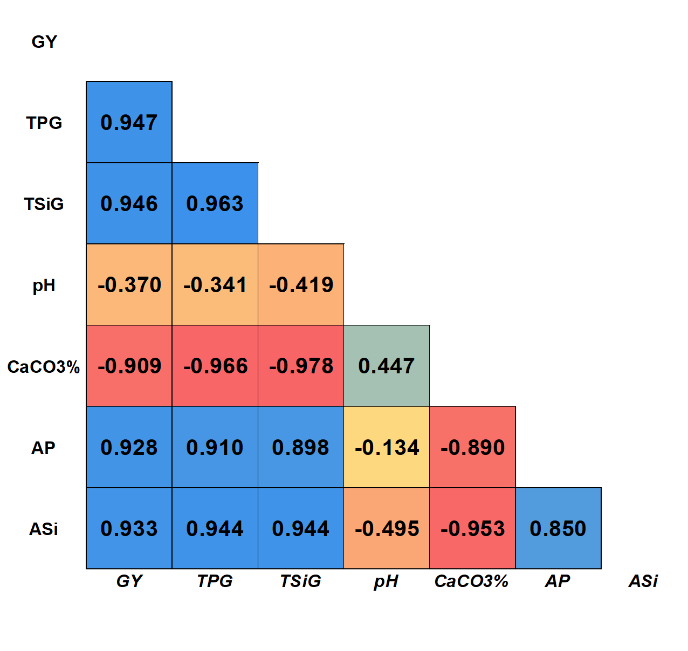 GY
TPG 0.947
TSiG 0.946 0.963
pH -0.370 -0.341 -0.419
CaCO3% -0.909 -0.966 -0.978 0.447
AP 0.928 0.910 0.898 -0.134 -0.890
ASi 0.933 0.944 0.944 -0.495 -0.953 0.850
GY TPG TSiG pH CaCO3% AP ASi